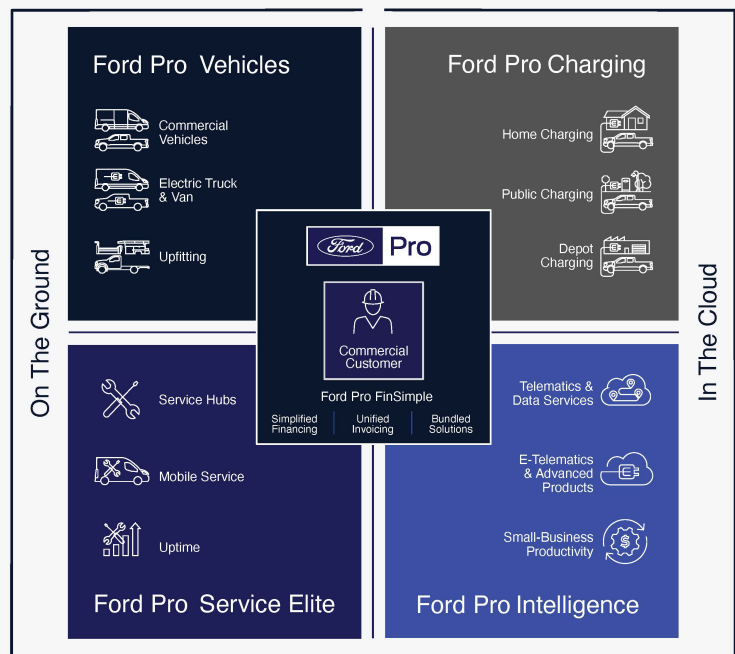 Ford Pro Vehicles
Commercial
Vehicles
Electric Truck
& Van
Upfitting
Ford Pro Charging
Home Charging
Public Charging
Depot
Charging
On The Ground
In The Cloud
Ford Pro
Commercial
Customer
Ford Pro FinSimple
Simplified
Financing
Unified
Invoicing
Bundled
Solutions
Service Hubs
Mobile Service
Uptime
Ford Pro Service Elite
Telematics &
Data Services
E-Telematics
& Advanced
Products
Small-Business
Productivity
$
Ford Pro Intelligence